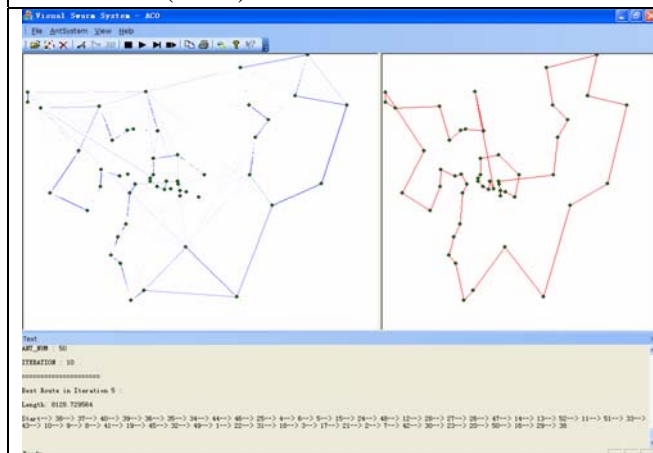 Visual Swarm System - ACO
File AntSystem View Help
Text
ANT_NUM : 50
ITERATION : 10
======================
Best Route in Iteration 5 :
Length: 8128.729564
Start--> 38--> 37--> 40--> 39--> 36--> 35--> 34--> 44--> 46--> 25--> 4--> 6--> 5--> 15--> 24--> 48--> 12--> 28--> 27--> 26--> 47--> 14--> 13--> 52--> 11--> 51--> 33-->
43--> 10--> 9--> 8--> 41--> 19--> 45--> 32--> 49--> 1--> 22--> 31--> 18--> 3--> 17--> 21--> 2--> 7--> 42--> 30--> 23--> 20--> 50--> 16--> 29--> 38